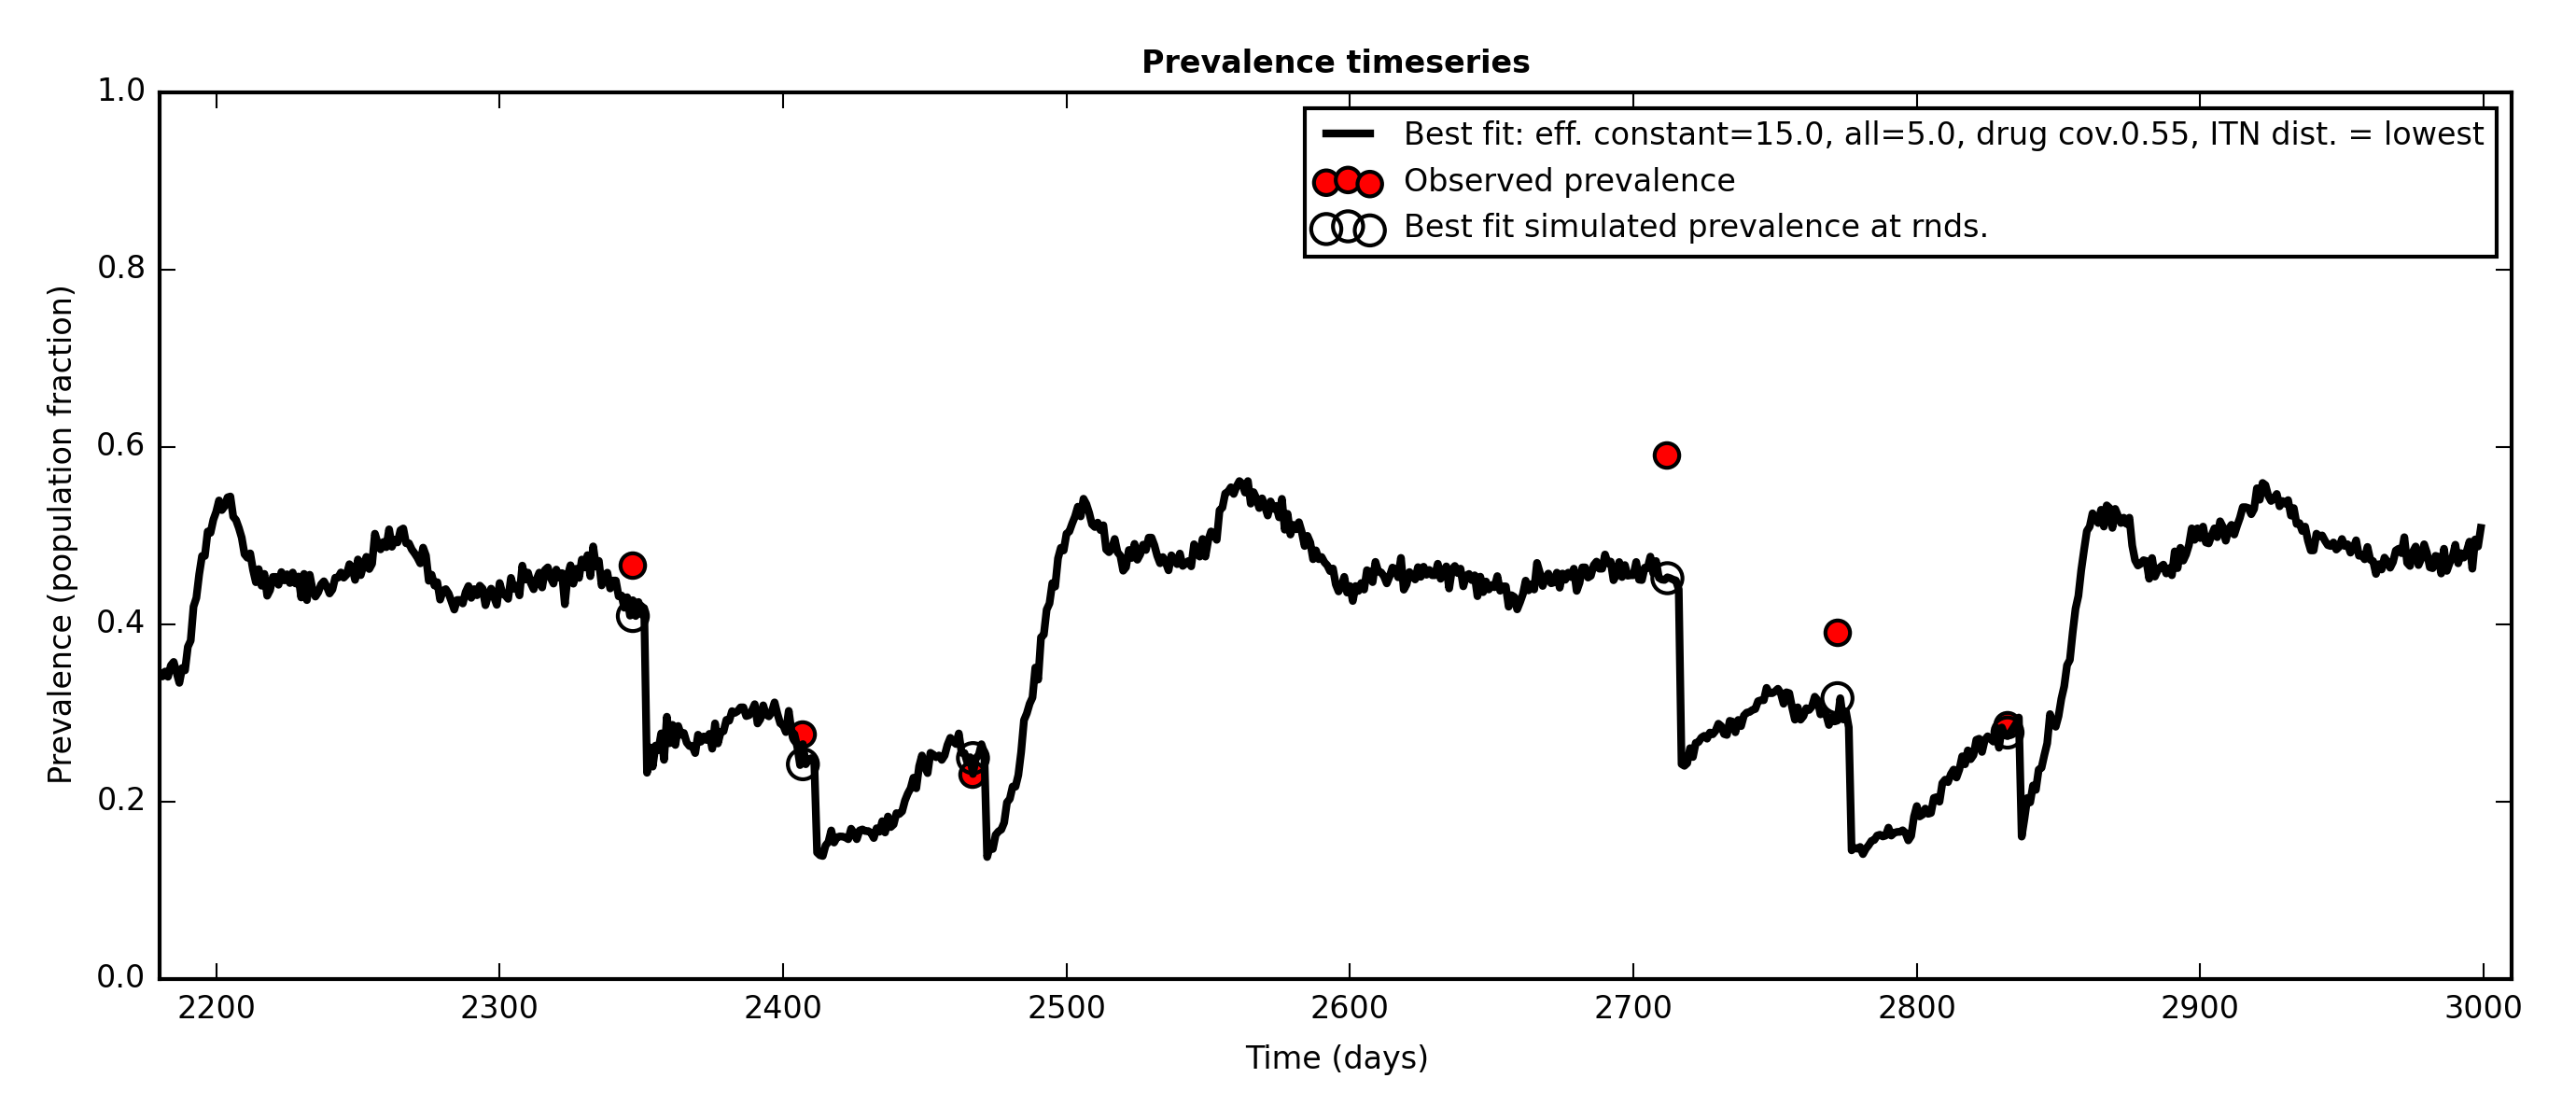 Prevalence timeseries
1.0
0.8
0.6
0.4
0.2
0.0
Prevalence (population fraction)
Best fit: eff. constant=15.0, all=5.0, drug cov.0.55, ITN dist. = lowest
Observed prevalence
Best fit simulated prevalence at rnds.
2200 2300 2400 2500 2600 2700 2800 2900 3000
Time (days)